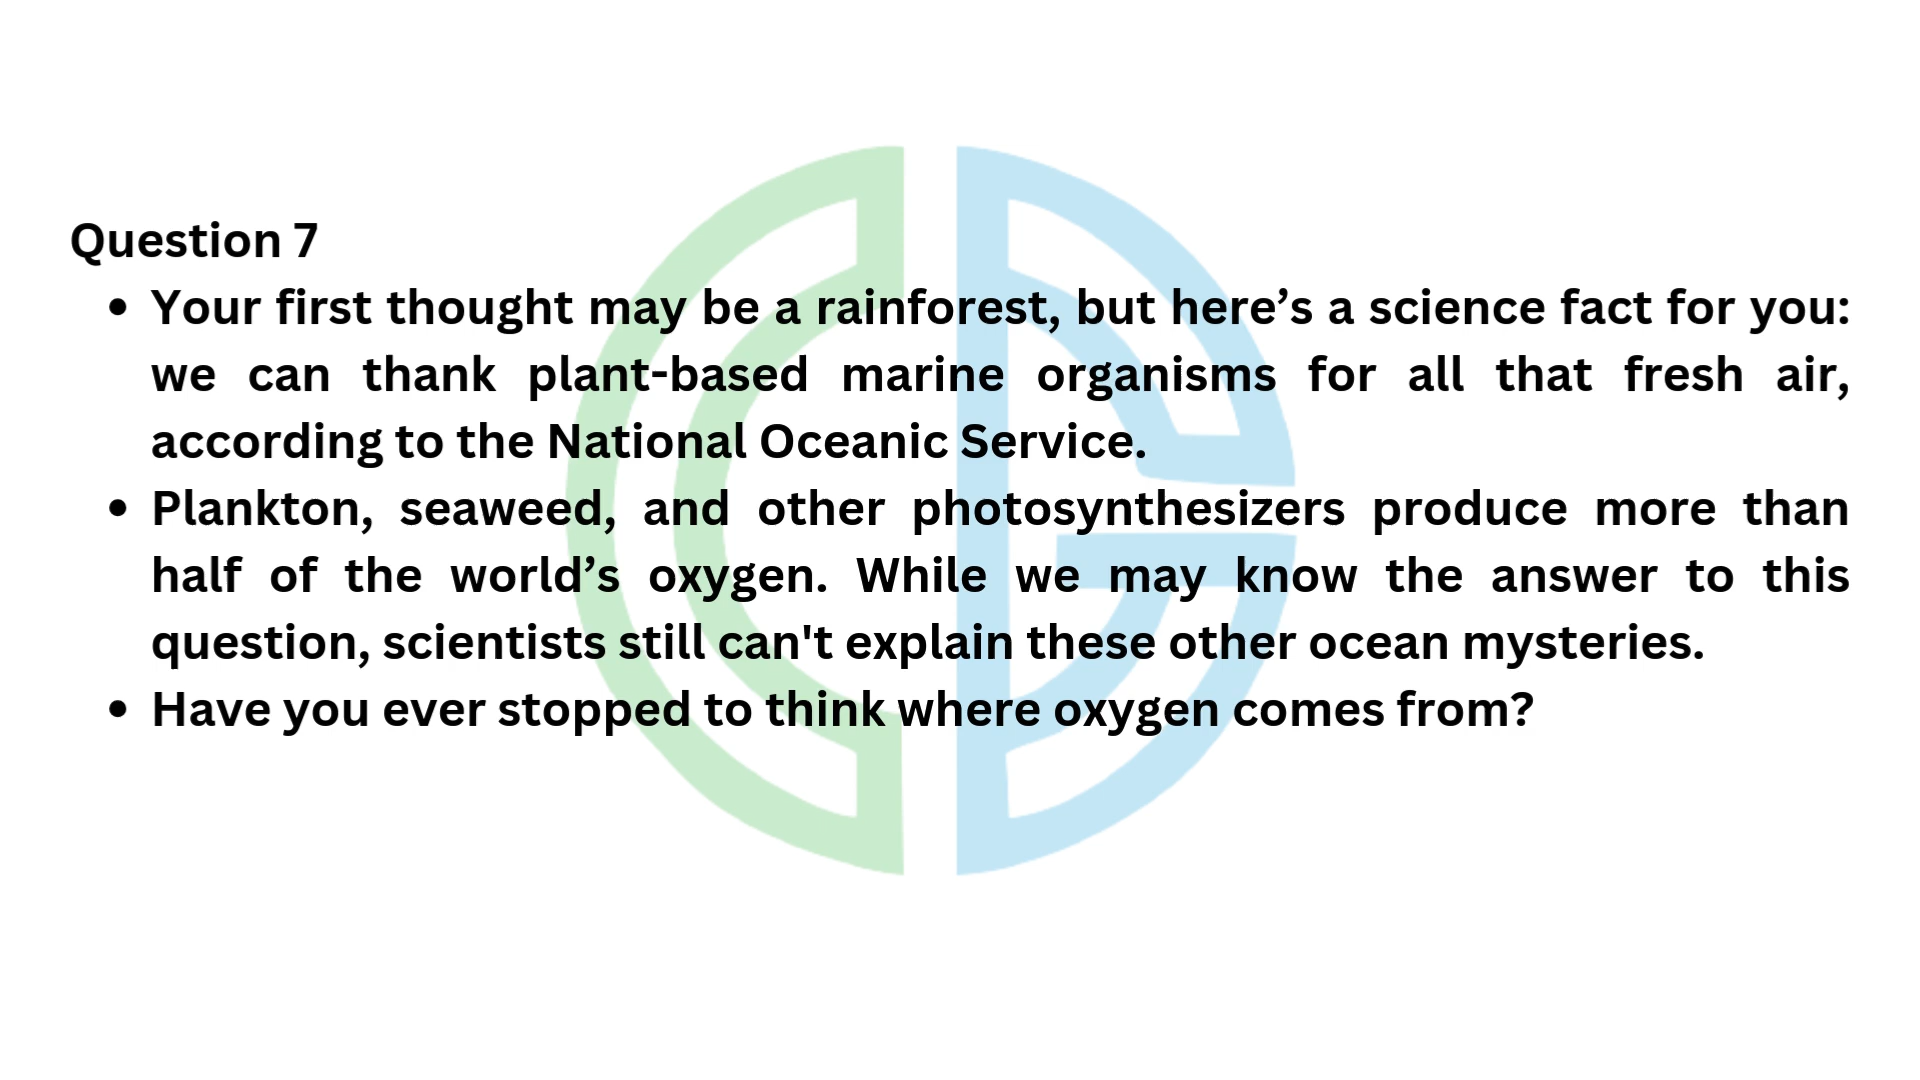 Question 7
• Your first thought may be a rainforest, but here’s a science fact for you:
we can thank plant-based marine organisms for all that fresh air,
according to the National Oceanic Service.
• Plankton, seaweed, and other photosynthesizers produce more than
half of the world’s oxygen. While we may know the answer to this
question, scientists still can't explain these other ocean mysteries.
• Have you ever stopped to think where oxygen comes from?